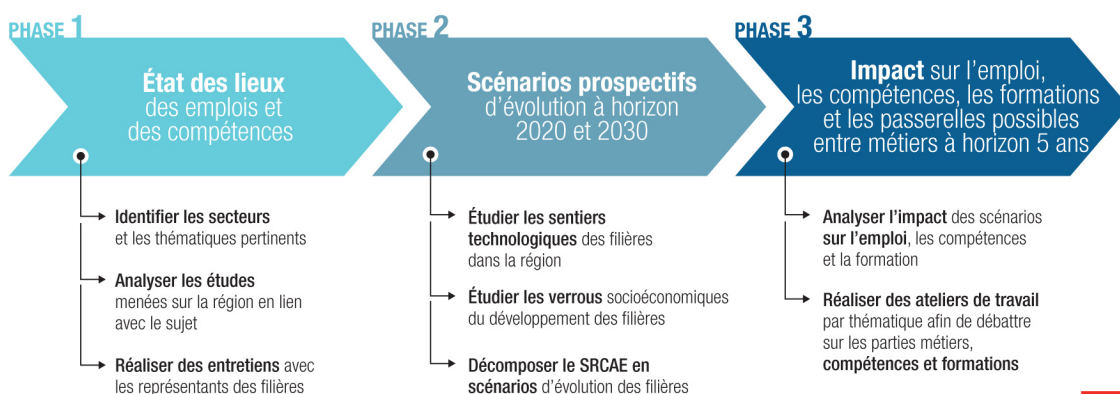 PHASE 1
État des lieux
des emplois et
des compétences
Identifier les secteurs
et les thématiques pertinents
Analyser les études
menées sur la région en lien
avec le sujet
Réaliser des entretiens avec
les représentants des filières
PHASE 2
Scénarios prospectifs
d'évolution à horizon
2020 et 2030
Étudier les sentiers
technologiques des filières
dans la région
Étudier les verrous socioéconomiques
du développement des filières
Décomposer le SRCAE en
scénarios d'évolution des filières
PHASE 3
Impact sur l'emploi,
les compétences, les formations
et les passerelles possibles
entre métiers à horizon 5 ans
Analyser l'impact des scénarios
sur l'emploi, les compétences
et la formation
Réaliser des ateliers de travail
par thématique afin de débattre
sur les parties métiers,
compétences et formations